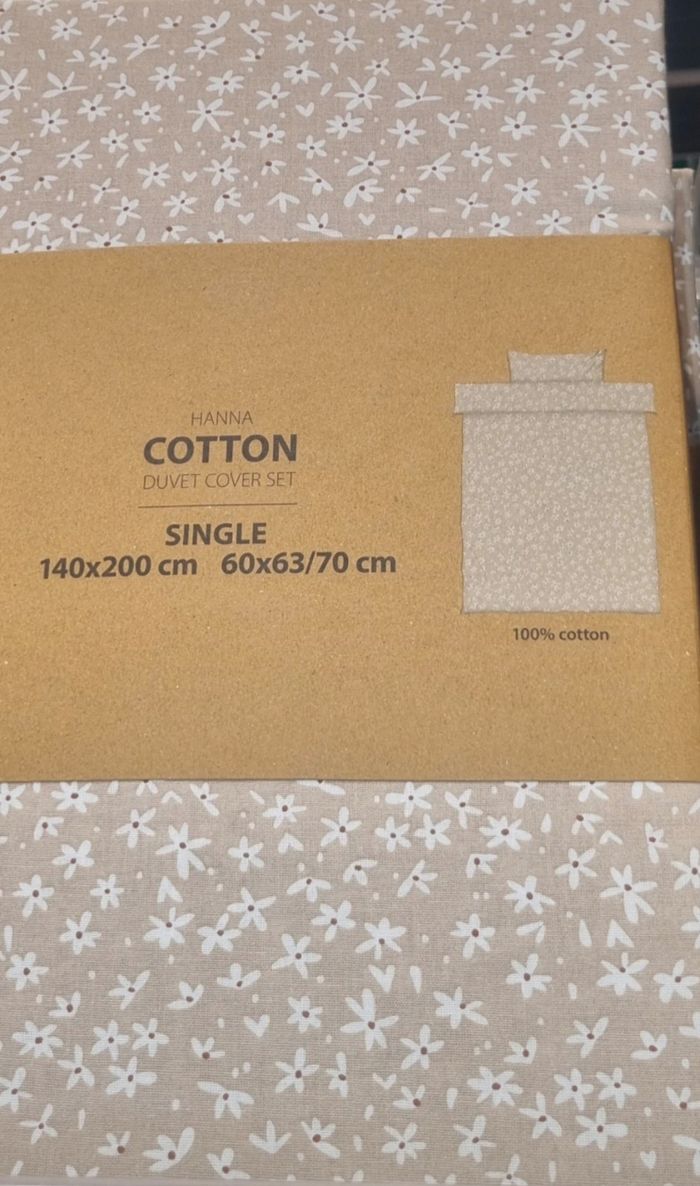 HANNA
COTTON
DUVET COVER SET
SINGLE
140x200 cm 60x63/70 cm
100% cotton